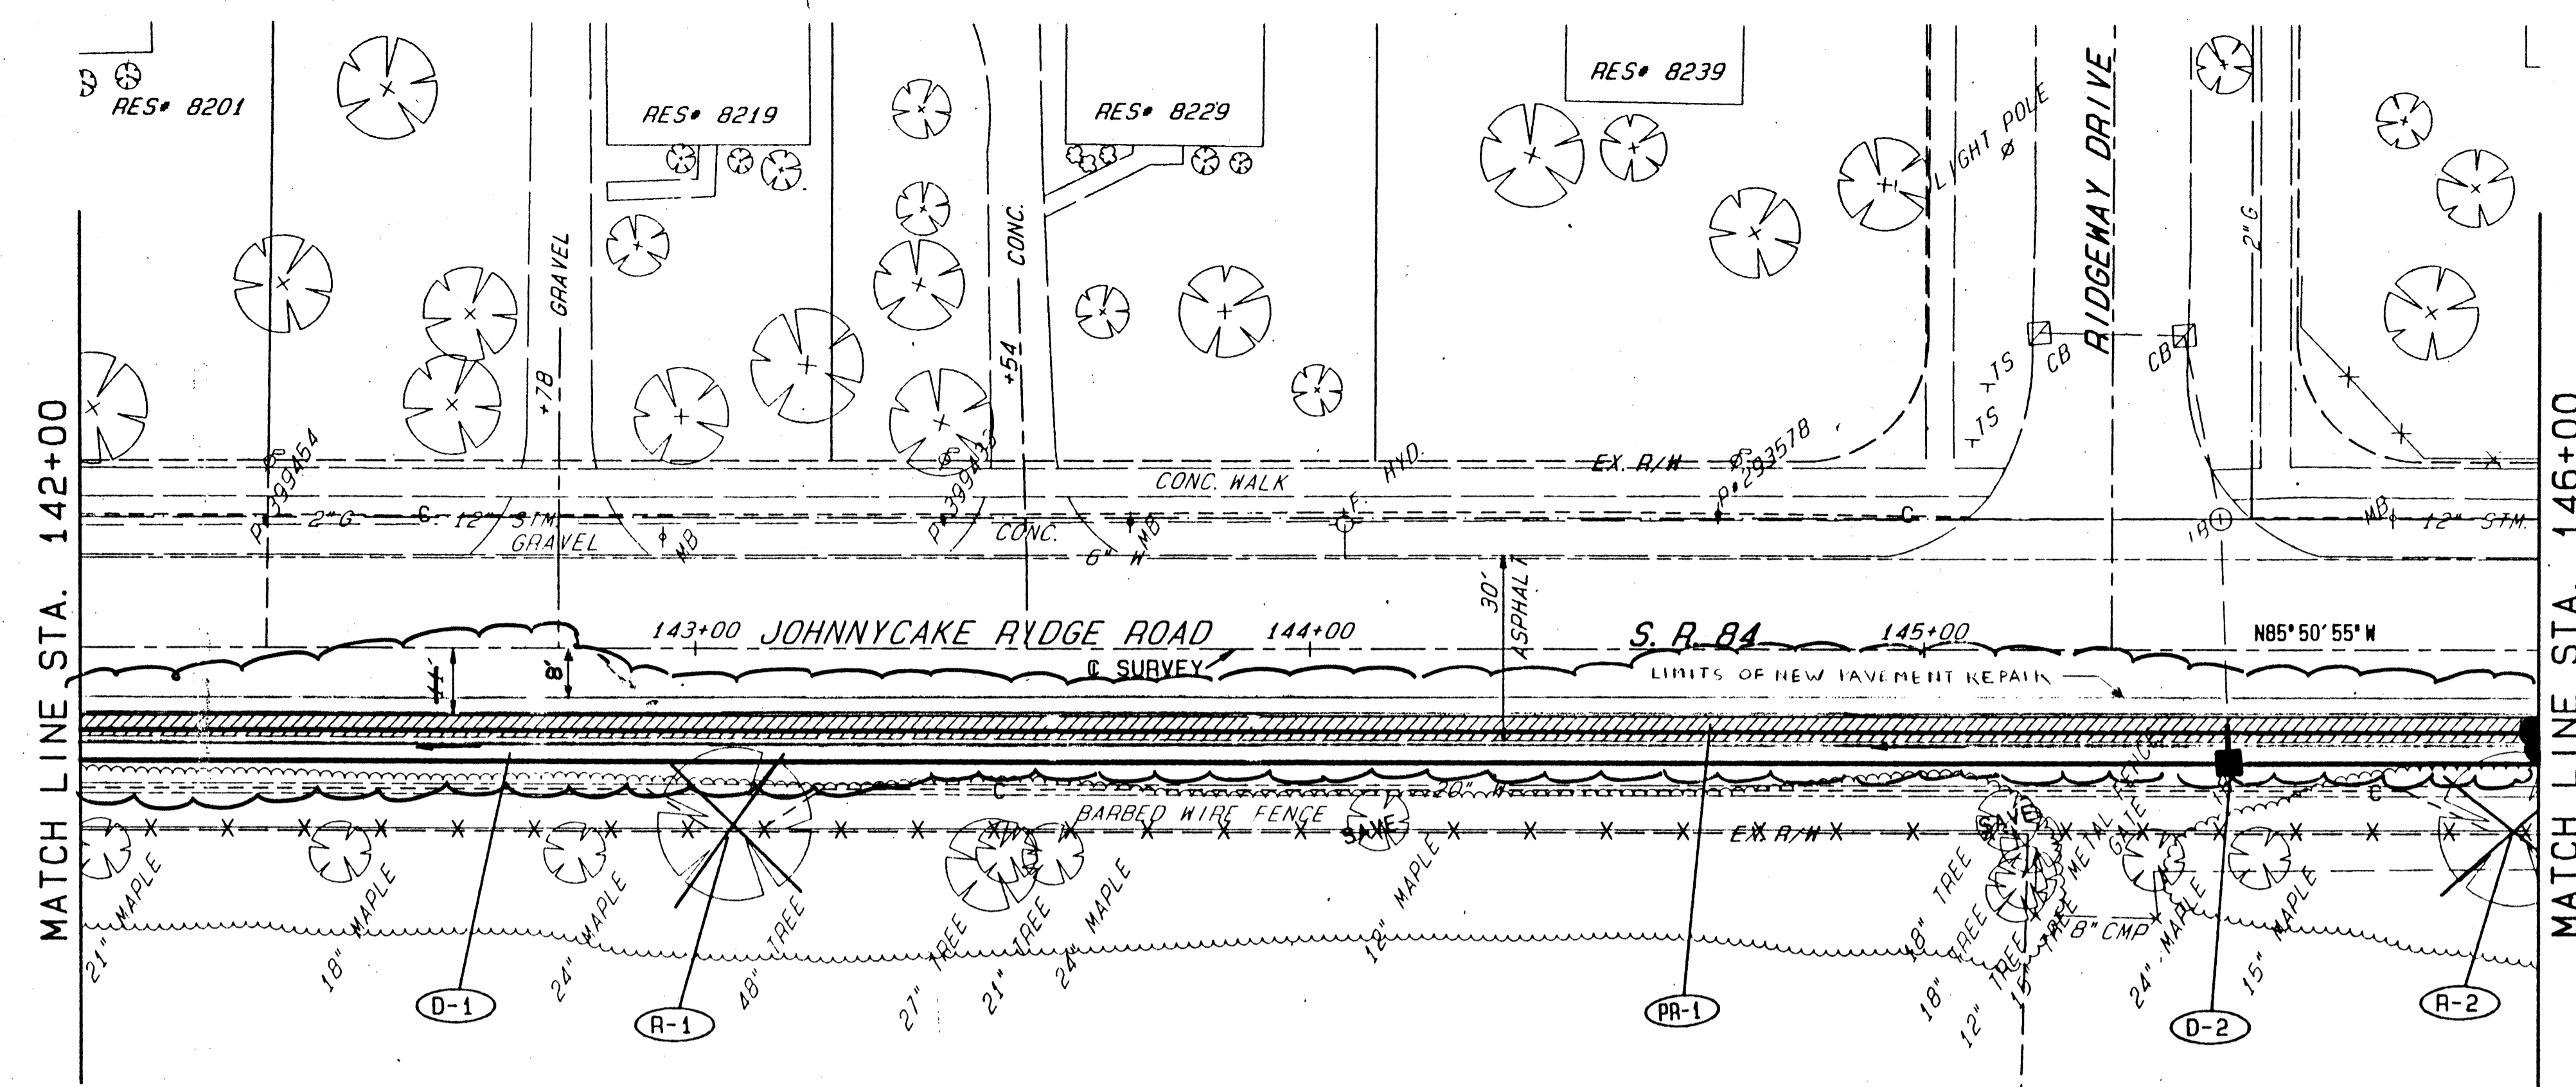 RES# 8201
RES# 8219
RES# 8229
RES# 8239
LIGHT POLE
RIDGEWAY DRIVE
2" G
+78 GRAVEL
+54 CONC.
TS
TS
CB
CB
MATCH LINE STA. 142+00
MATCH LINE STA. 146+00
P#399454
P#293578
EX. R/W
CONC. WALK
F. HYD.
2" G
G
12" STM.
GRAVEL
MB
CONC.
6" W
MB
G
MB
12" STM.
30'
ASPHALT
143+00
JOHNNYCAKE RIDGE ROAD
144+00
S. R. 84
145+00
N85°50'55" W
℄ SURVEY
LIMITS OF NEW PAVEMENT REPAIR
11'
8'
BARBED WIRE FENCE
20" W
SAVE
EX. R/W
SAVE
METAL GATE
FENCE
21" MAPLE
18" MAPLE
24" MAPLE
48" TREE
27" TREE
21" TREE
24" MAPLE
12" MAPLE
18" TREE
18" TREE
12" TREE
15" TREE
8" CMP
24" MAPLE
15" MAPLE
D-1
R-1
PR-1
D-2
R-2